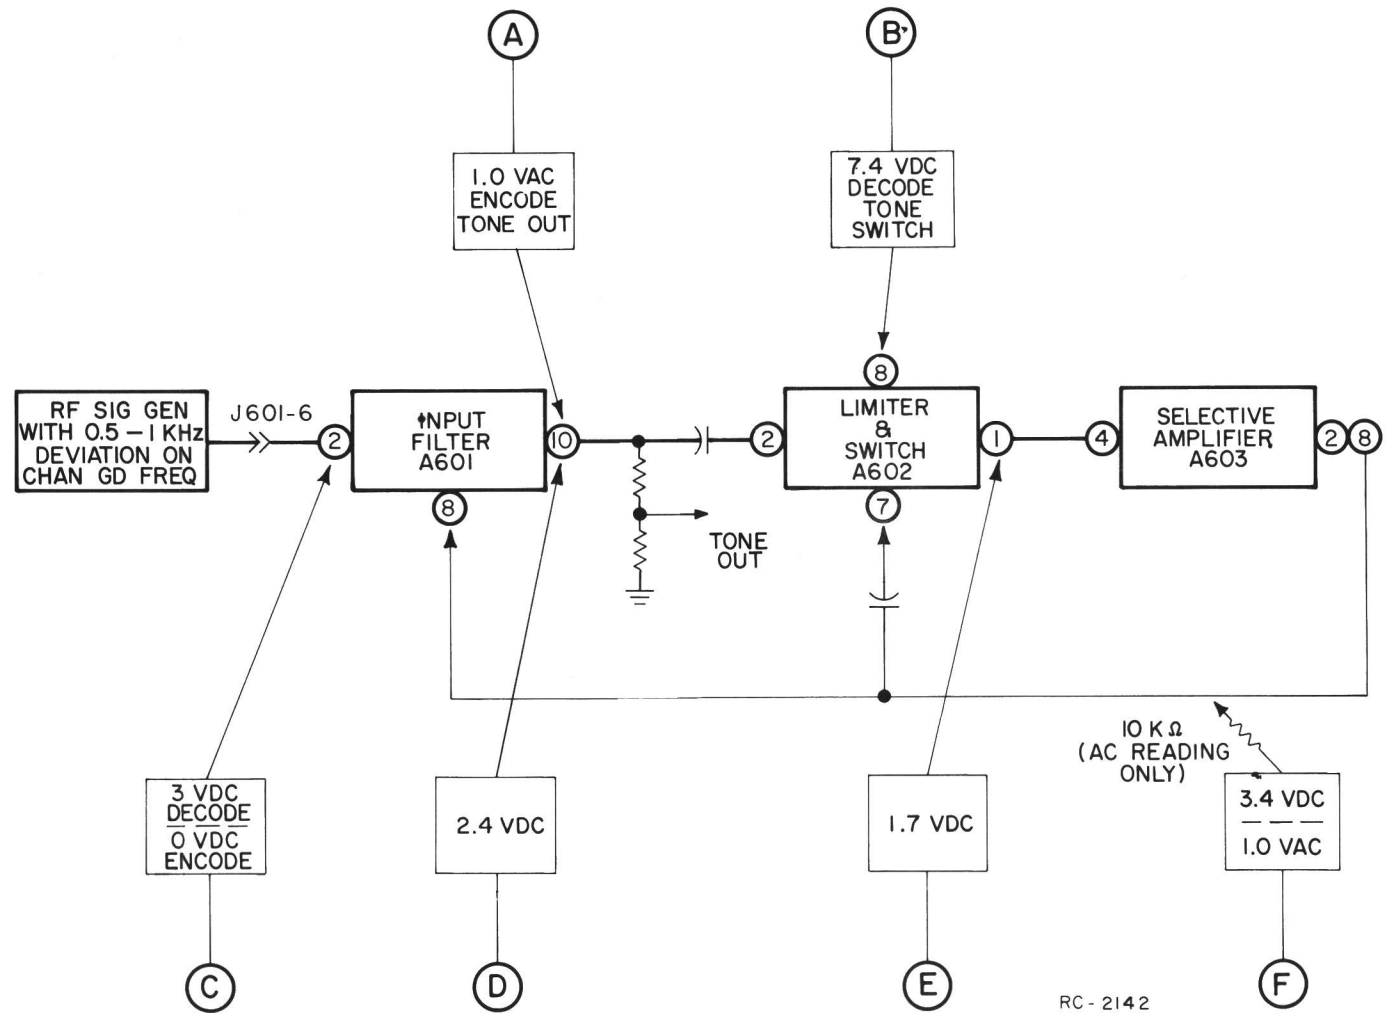 A
B
1.0 VAC
ENCODE
TONE OUT
7.4 VDC
DECODE
TONE
SWITCH
RF SIG GEN
WITH 0.5 – 1 KHz
DEVIATION ON
CHAN GD FREQ
J601-6
2
INPUT
FILTER
A601
10
8
TONE
OUT
2
8
LIMITER
&
SWITCH
A602
7
1
4
SELECTIVE
AMPLIFIER
A603
2
8
10 K Ω
(AC READING
ONLY)
3 VDC
DECODE
0 VDC
ENCODE
2.4 VDC
1.7 VDC
3.4 VDC
1.0 VAC
C
D
E
F
RC - 2142